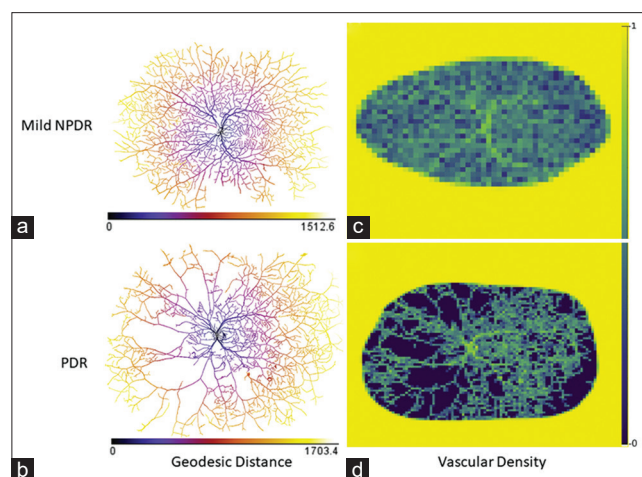 1
Mild NPDR
a
0 1512.6
c
PDR
0
b
0 1703.4
Geodesic Distance
d
Vascular Density